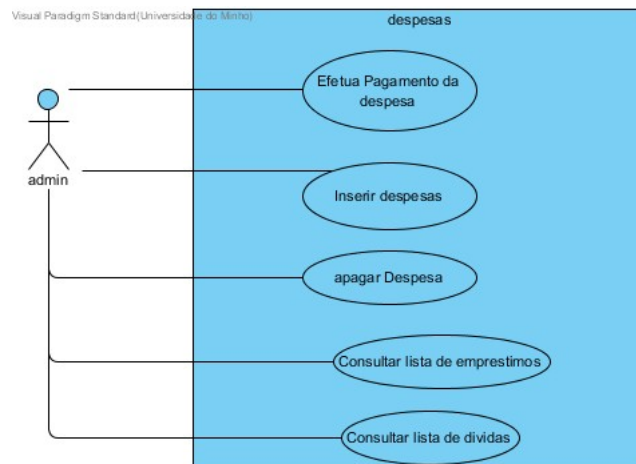 Visual Paradigm Standard(Universidade do Minho)
despesas
Efetua Pagamento da
despesa
admin
Inserir despesas
apagar Despesa
Consultar lista de emprestimos
Consultar lista de dividas